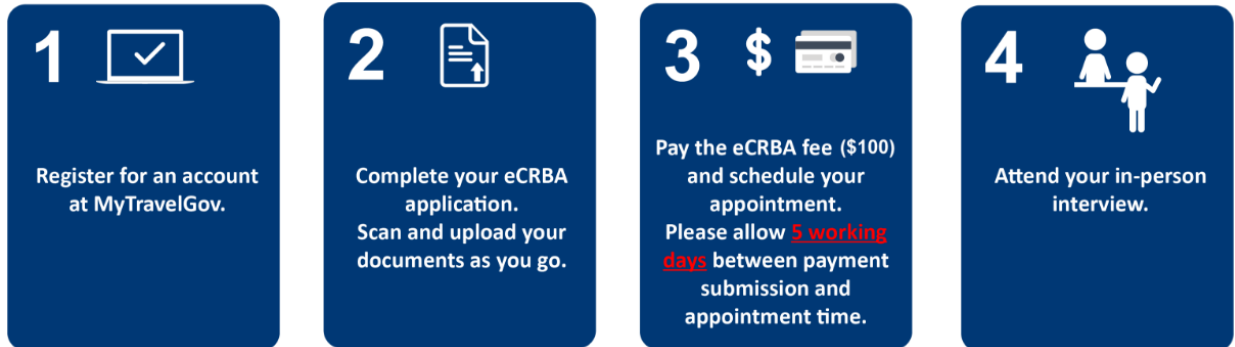 1
Register for an account
at MyTravelGov.
2
Complete your eCRBA
application.
Scan and upload your
documents as you go.
3
$
Pay the eCRBA fee ($100)
and schedule your
appointment.
Please allow 5 working
days between payment
submission and
appointment time.
4
Attend your in-person
interview.